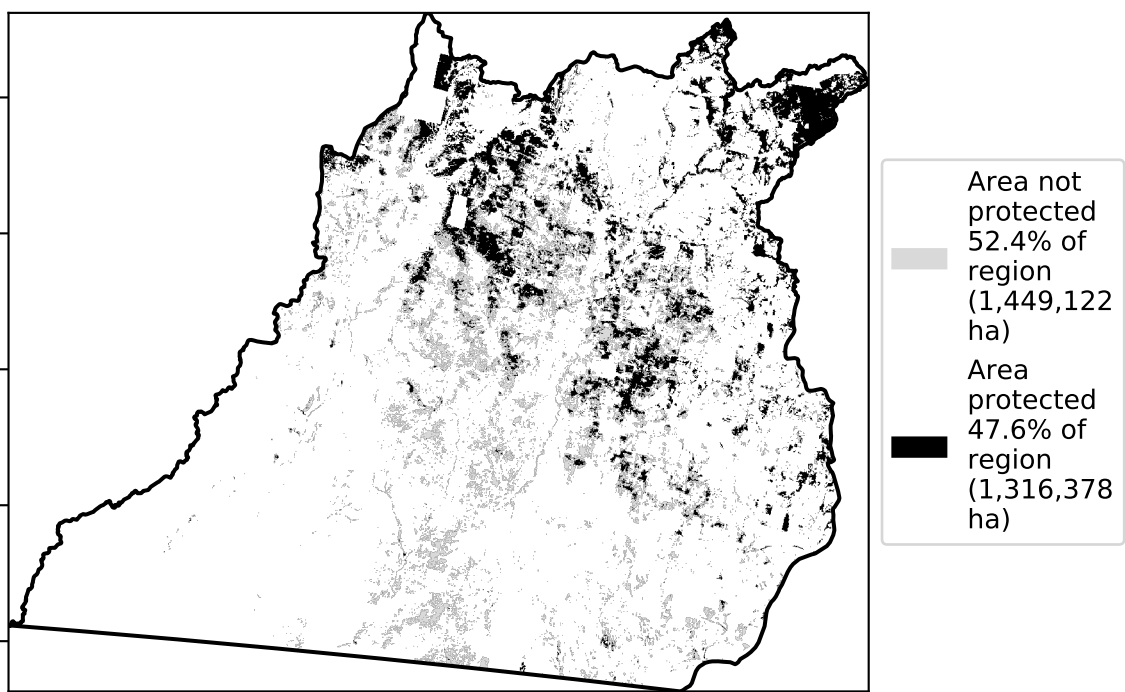 Area not
protected
52.4% of
region
(1,449,122
ha)
Area
protected
47.6% of
region
(1,316,378
ha)